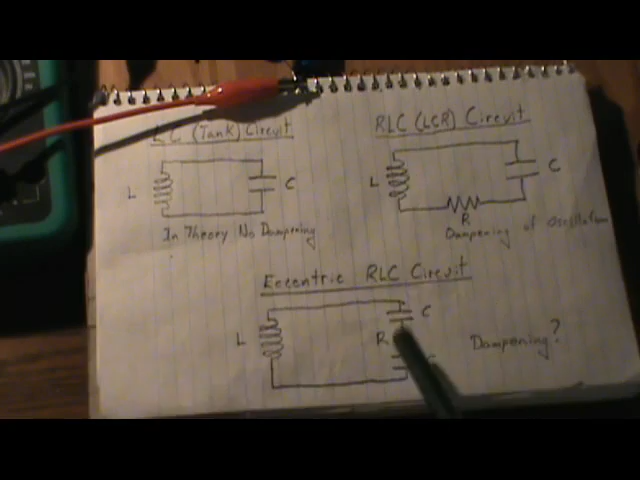 LC (Tank) Circuit
RLC (LCR) Circuit
L
C
L
C
R
In Theory No Dampening
Dampening of Oscillation
Eccentric RLC Circuit
L
C
R
C
Dampening?